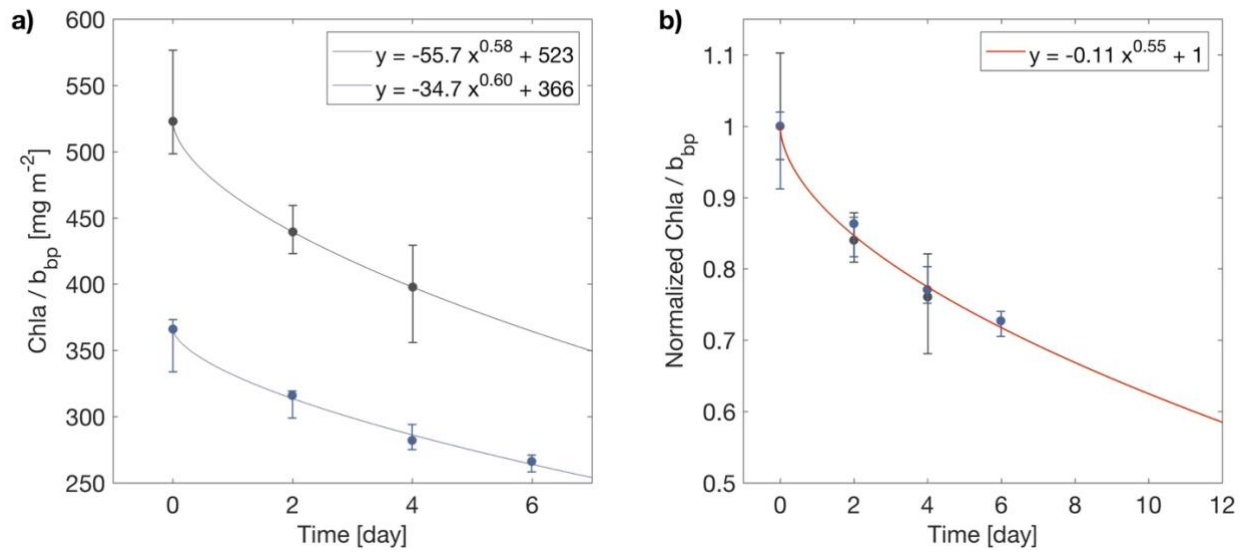 a)
600
550
500
450
400
350
300
250
Chla / b_bp [mg m^-2]
y = -55.7 x^0.58 + 523
y = -34.7 x^0.60 + 366
0 2 4 6
Time [day]
b)
1.1
1
0.9
0.8
0.7
0.6
0.5
Normalized Chla / b_bp
y = -0.11 x^0.55 + 1
0 2 4 6 8 10 12
Time [day]